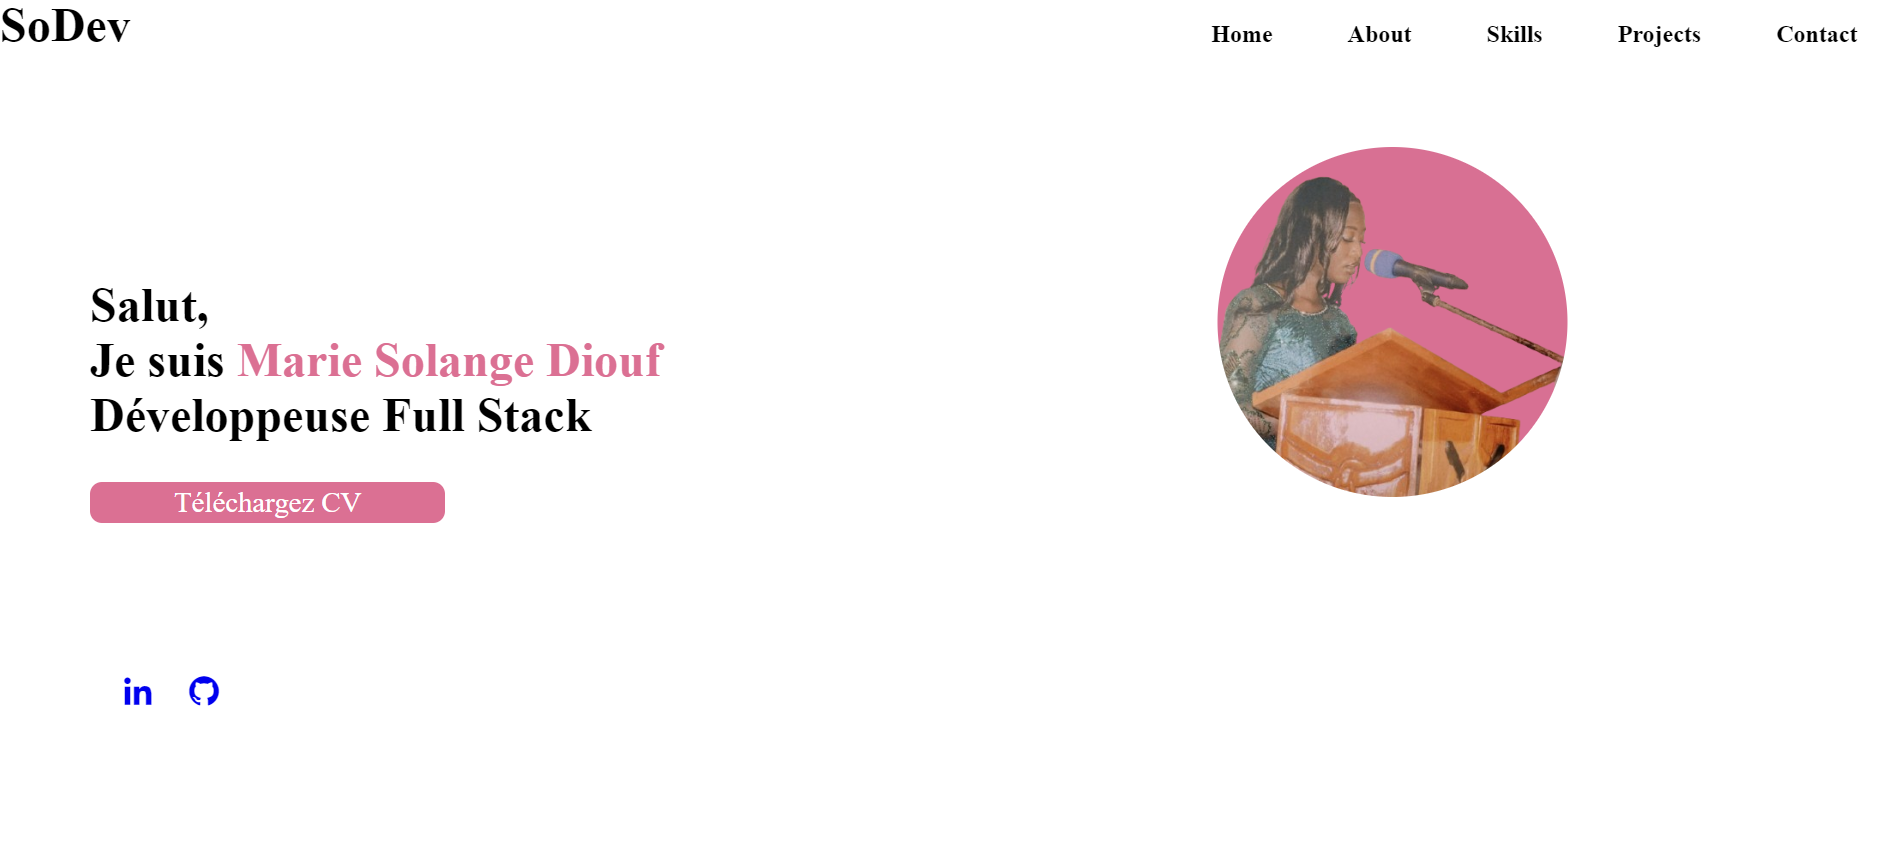 SoDev
Home About Skills Projects Contact
Salut,
Je suis Marie Solange Diouf
Développeuse Full Stack
Téléchargez CV
in